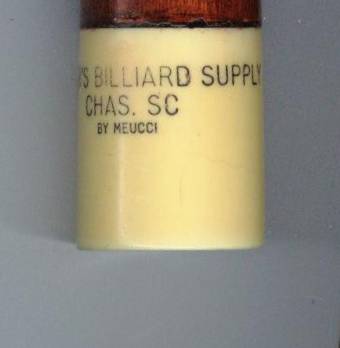 'S BILLIARD SUPPLY
CHAS. SC
BY MEUCCI